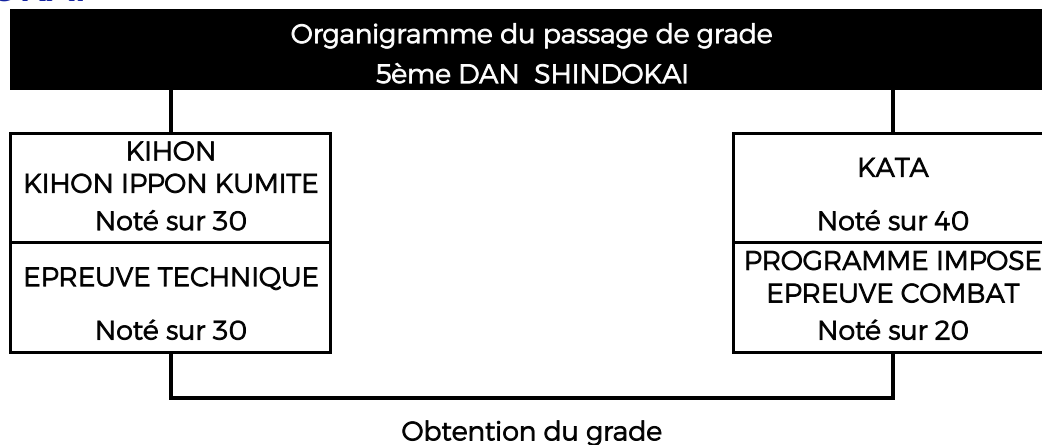 Organigramme du passage de grade
5ème DAN SHINDOKAI
KIHON
KIHON IPPON KUMITE
Noté sur 30
EPREUVE TECHNIQUE
Noté sur 30
KATA
Noté sur 40
PROGRAMME IMPOSE
EPREUVE COMBAT
Noté sur 20
Obtention du grade